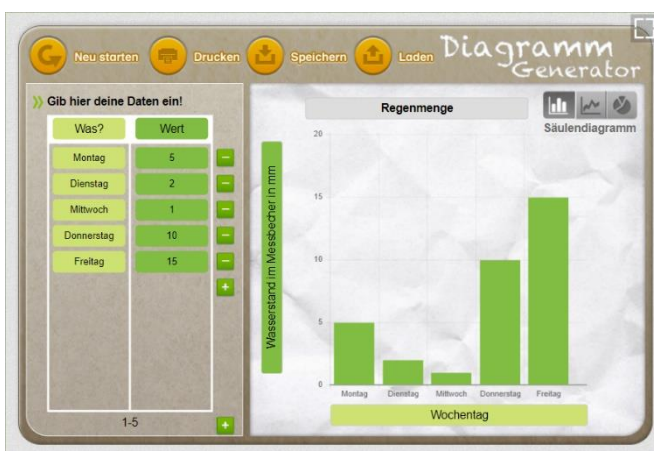 Neu starten
Drucken
Speichern
Laden
Diagramm
Generator
Gib hier deine Daten ein!
Was? Wert
Montag 5
Dienstag 2
Mittwoch 1
Donnerstag 10
Freitag 15
1-5
Regenmenge
Säulendiagramm
Wasserstand im Messbecher in mm
20
15
10
5
0
Montag Dienstag Mittwoch Donnerstag Freitag
Wochentag